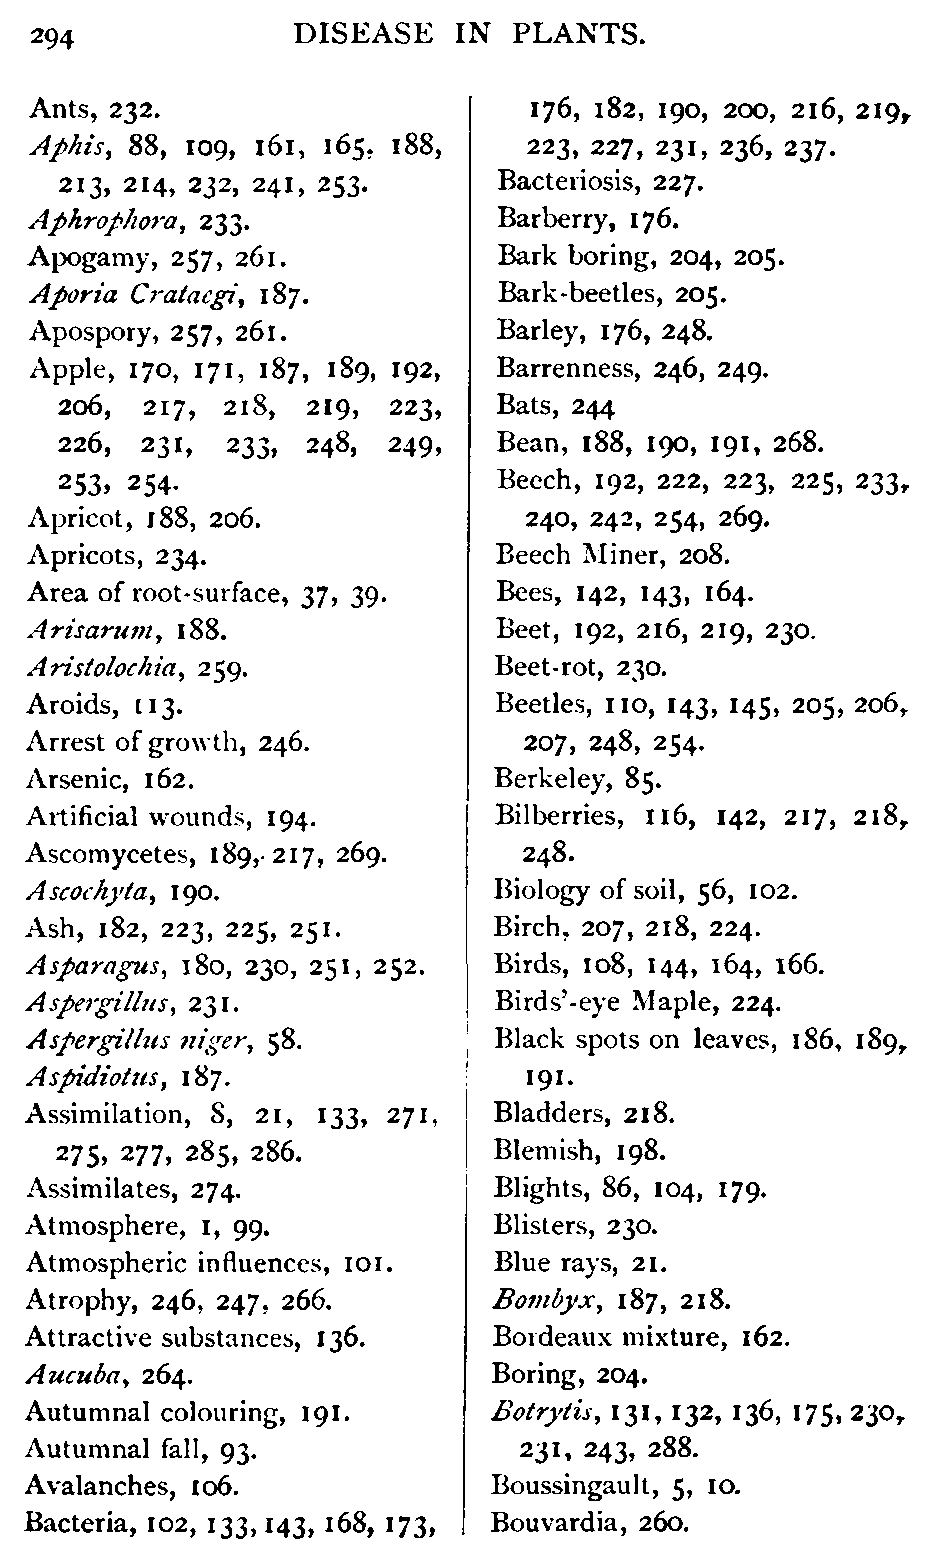 294 DISEASE IN PLANTS.
Ants, 232.
Aphis, 88, 109, 161, 165, 188,
213, 214, 232, 241, 253.
Aphrophora, 233.
Apogamy, 257, 261.
Aporia Crataegi, 187.
Apospory, 257, 261.
Apple, 170, 171, 187, 189, 192,
206, 217, 218, 219, 223,
226, 231, 233, 248, 249,
253, 254.
Apricot, 188, 206.
Apricots, 234.
Area of root-surface, 37, 39.
Arisarum, 188.
Aristolochia, 259.
Aroids, 113.
Arrest of growth, 246.
Arsenic, 162.
Artificial wounds, 194.
Ascomycetes, 189, 217, 269.
Ascochyta, 190.
Ash, 182, 223, 225, 251.
Asparagus, 180, 230, 251, 252.
Aspergillus, 231.
Aspergillus niger, 58.
Aspidiotus, 187.
Assimilation, 8, 21, 133, 271,
275, 277, 285, 286.
Assimilates, 274.
Atmosphere, 1, 99.
Atmospheric influences, 101.
Atrophy, 246, 247, 266.
Attractive substances, 136.
Aucuba, 264.
Autumnal colouring, 191.
Autumnal fall, 93.
Avalanches, 106.
Bacteria, 102, 133, 143, 168, 173,
176, 182, 190, 200, 216, 219,
223, 227, 231, 236, 237.
Bacteriosis, 227.
Barberry, 176.
Bark boring, 204, 205.
Bark-beetles, 205.
Barley, 176, 248.
Barrenness, 246, 249.
Bats, 244
Bean, 188, 190, 191, 268.
Beech, 192, 222, 223, 225, 233,
240, 242, 254, 269.
Beech Miner, 208.
Bees, 142, 143, 164.
Beet, 192, 216, 219, 230.
Beet-rot, 230.
Beetles, 110, 143, 145, 205, 206,
207, 248, 254.
Berkeley, 85.
Bilberries, 116, 142, 217, 218,
248.
Biology of soil, 56, 102.
Birch, 207, 218, 224.
Birds, 108, 144, 164, 166.
Birds'-eye Maple, 224.
Black spots on leaves, 186, 189,
191.
Bladders, 218.
Blemish, 198.
Blights, 86, 104, 179.
Blisters, 230.
Blue rays, 21.
Bombyx, 187, 218.
Bordeaux mixture, 162.
Boring, 204.
Botrytis, 131, 132, 136, 175, 230,
231, 243, 288.
Boussingault, 5, 10.
Bouvardia, 260.